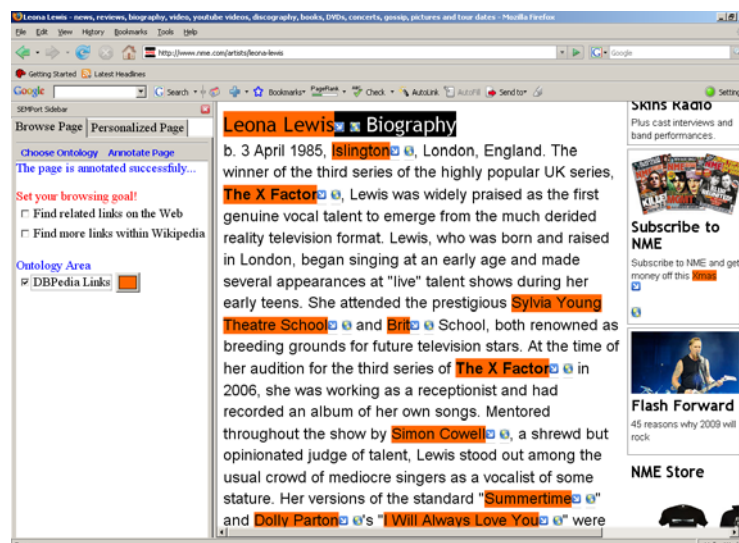 Leona Lewis - news, reviews, biography, video, youtube videos, discography, books, DVDs, concerts, gossip, pictures and tour dates - Mozilla Firefox
File Edit View History Bookmarks Tools Help
http://www.nme.com/artists/leona-lewis
Google
Getting Started Latest Headlines
Google Search Bookmarks PageRank Check AutoLink AutoFill Send to Setting
SEMPort Sidebar
Browse Page Personalized Page
Choose Ontology Annotate Page
The page is annotated successfuly...
Set your browsing goal!
Find related links on the Web
Find more links within Wikipedia
Ontology Area
DBPedia Links
Leona Lewis Biography
b. 3 April 1985, Islington , London, England. The
winner of the third series of the highly popular UK series,
The X Factor , Lewis was widely praised as the first
genuine vocal talent to emerge from the much derided
reality television format. Lewis, who was born and raised
in London, began singing at an early age and made
several appearances at "live" talent shows during her
early teens. She attended the prestigious Sylvia Young
Theatre School and Brit School, both renowned as
breeding grounds for future television stars. At the time of
her audition for the third series of The X Factor in
2006, she was working as a receptionist and had
recorded an album of her own songs. Mentored
throughout the show by Simon Cowell , a shrewd but
opinionated judge of talent, Lewis stood out among the
usual crowd of mediocre singers as a vocalist of some
stature. Her versions of the standard "Summertime "
and Dolly Parton 's "I Will Always Love You " were
Skins Radio
Plus cast interviews and
band performances.
Subscribe to
NME
Subscribe to NME and get
money off this Xmas
Flash Forward
45 reasons why 2009 will
rock
NME Store